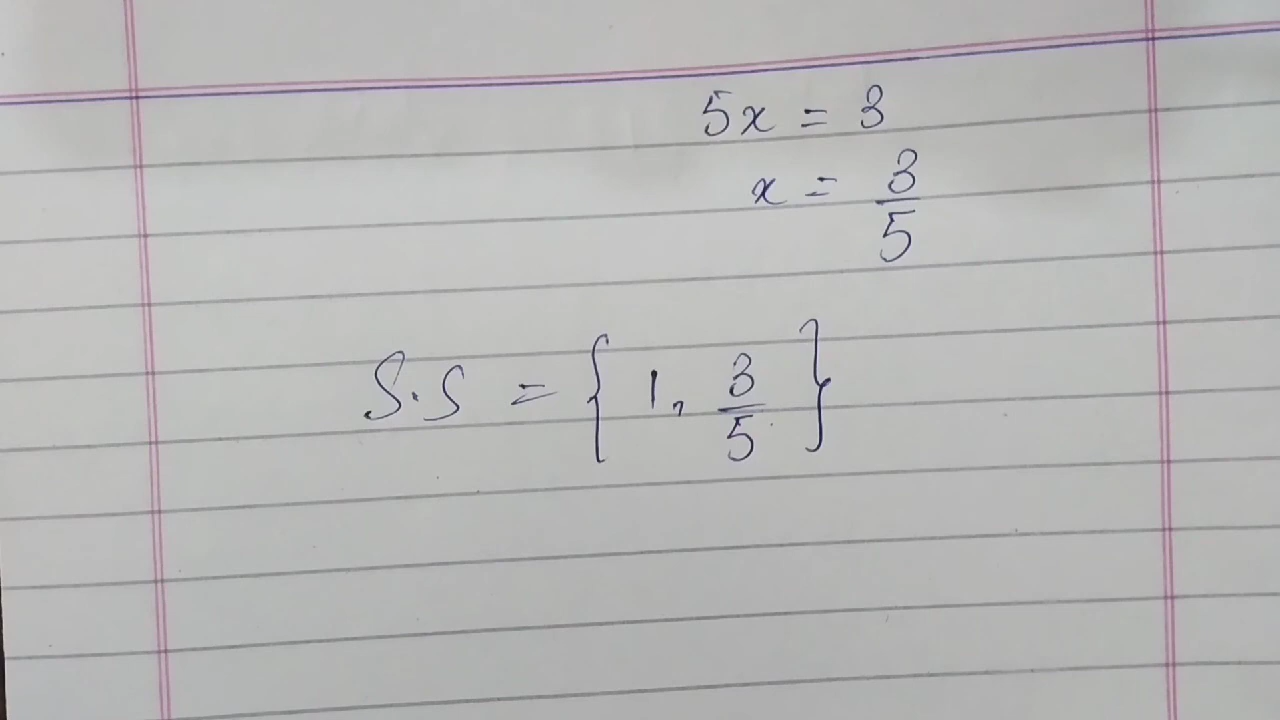 5x = 3
x = 3/5
S.S = { 1, 3/5 }